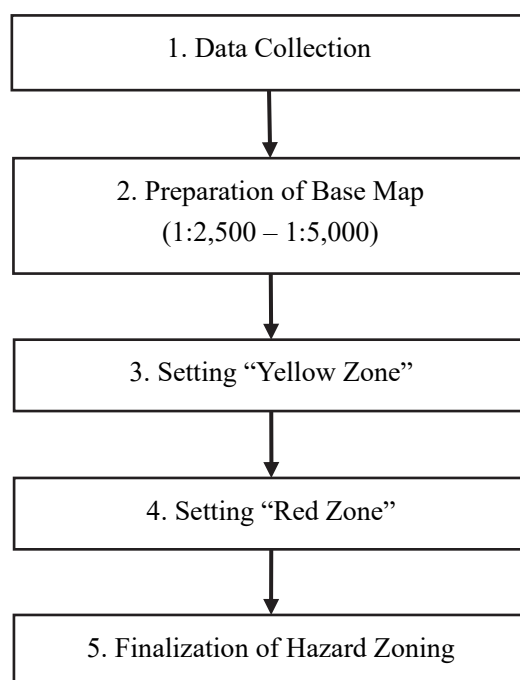 1. Data Collection
2. Preparation of Base Map
(1:2,500 – 1:5,000)
3. Setting “Yellow Zone”
4. Setting “Red Zone”
5. Finalization of Hazard Zoning